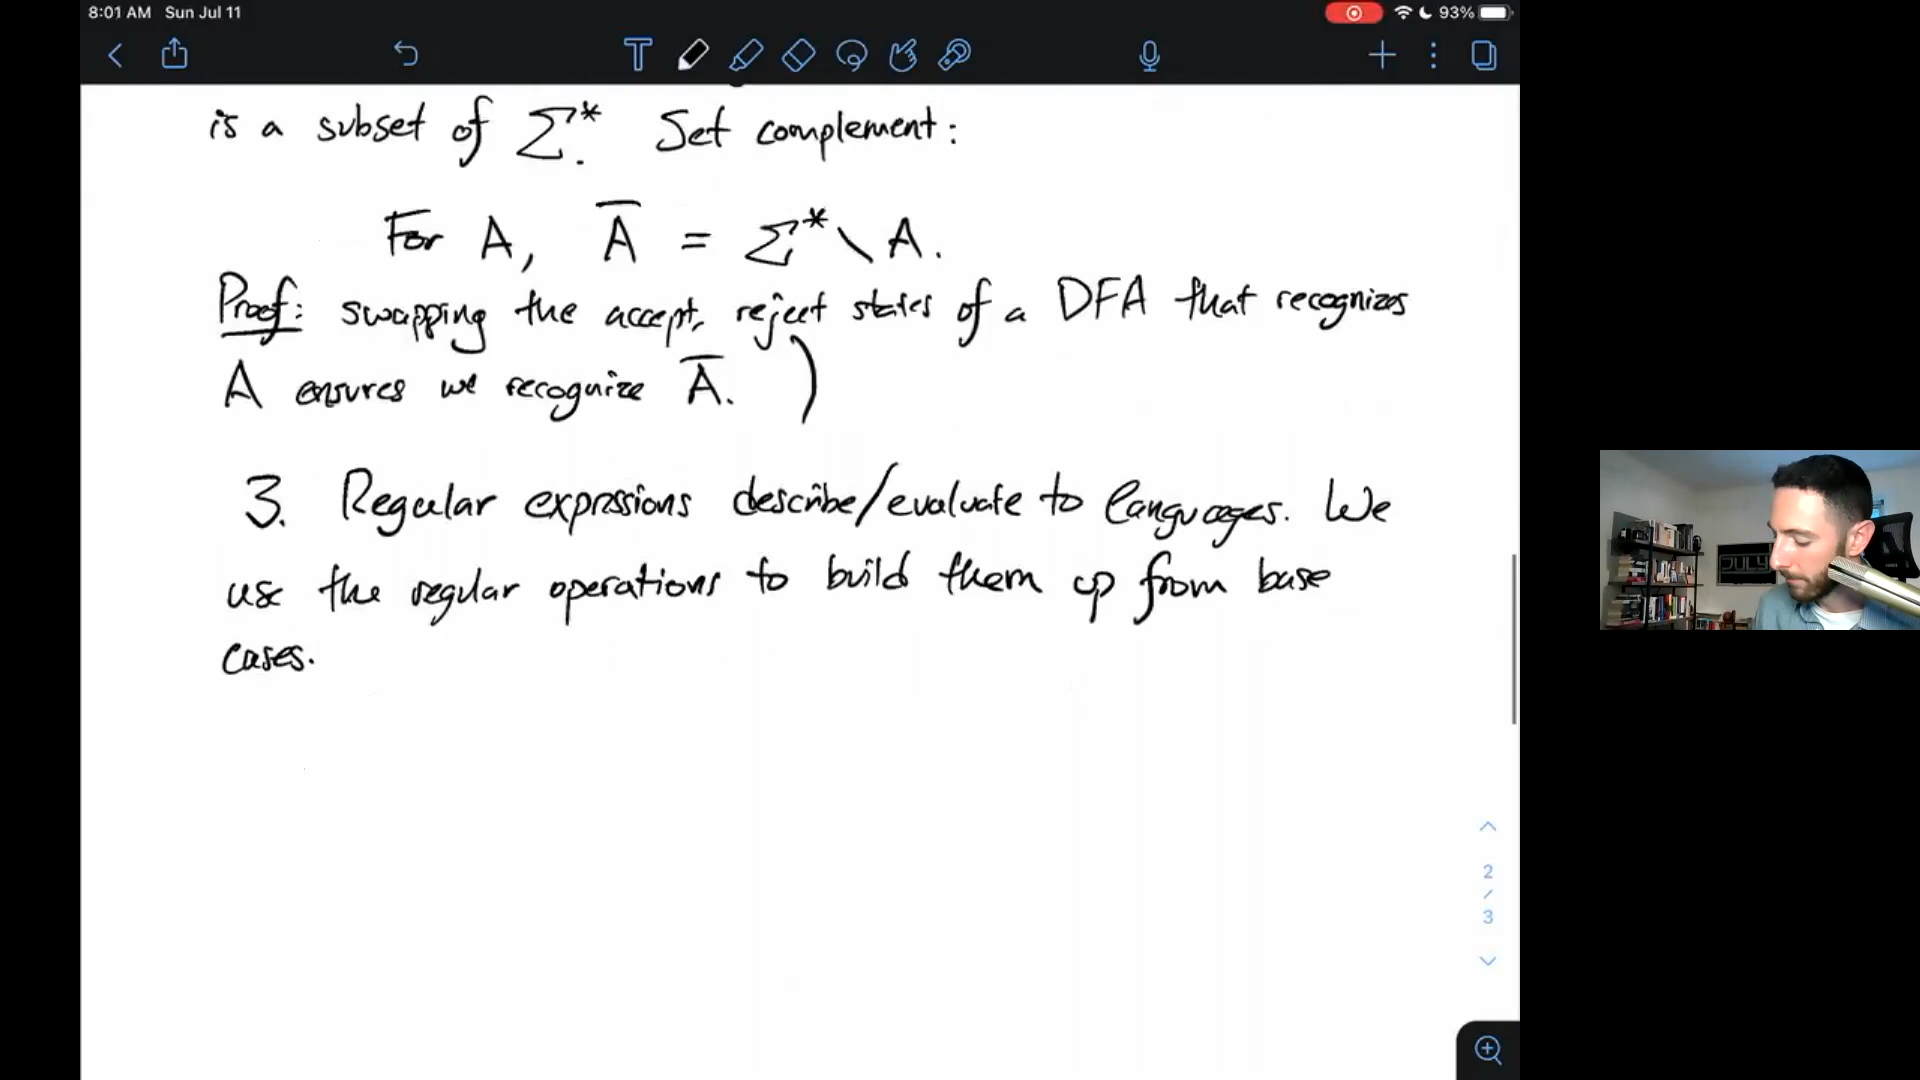 8:01 AM Sun Jul 11
93%
is a subset of Σ*. Set complement:
For A, A̅ = Σ* \ A.
Proof: swapping the accept, reject states of a DFA that recognizes
A ensures we recognize A̅. )
3. Regular expressions describe/evaluate to languages. We
use the regular operations to build them up from base
cases.
JULY
2
/
3